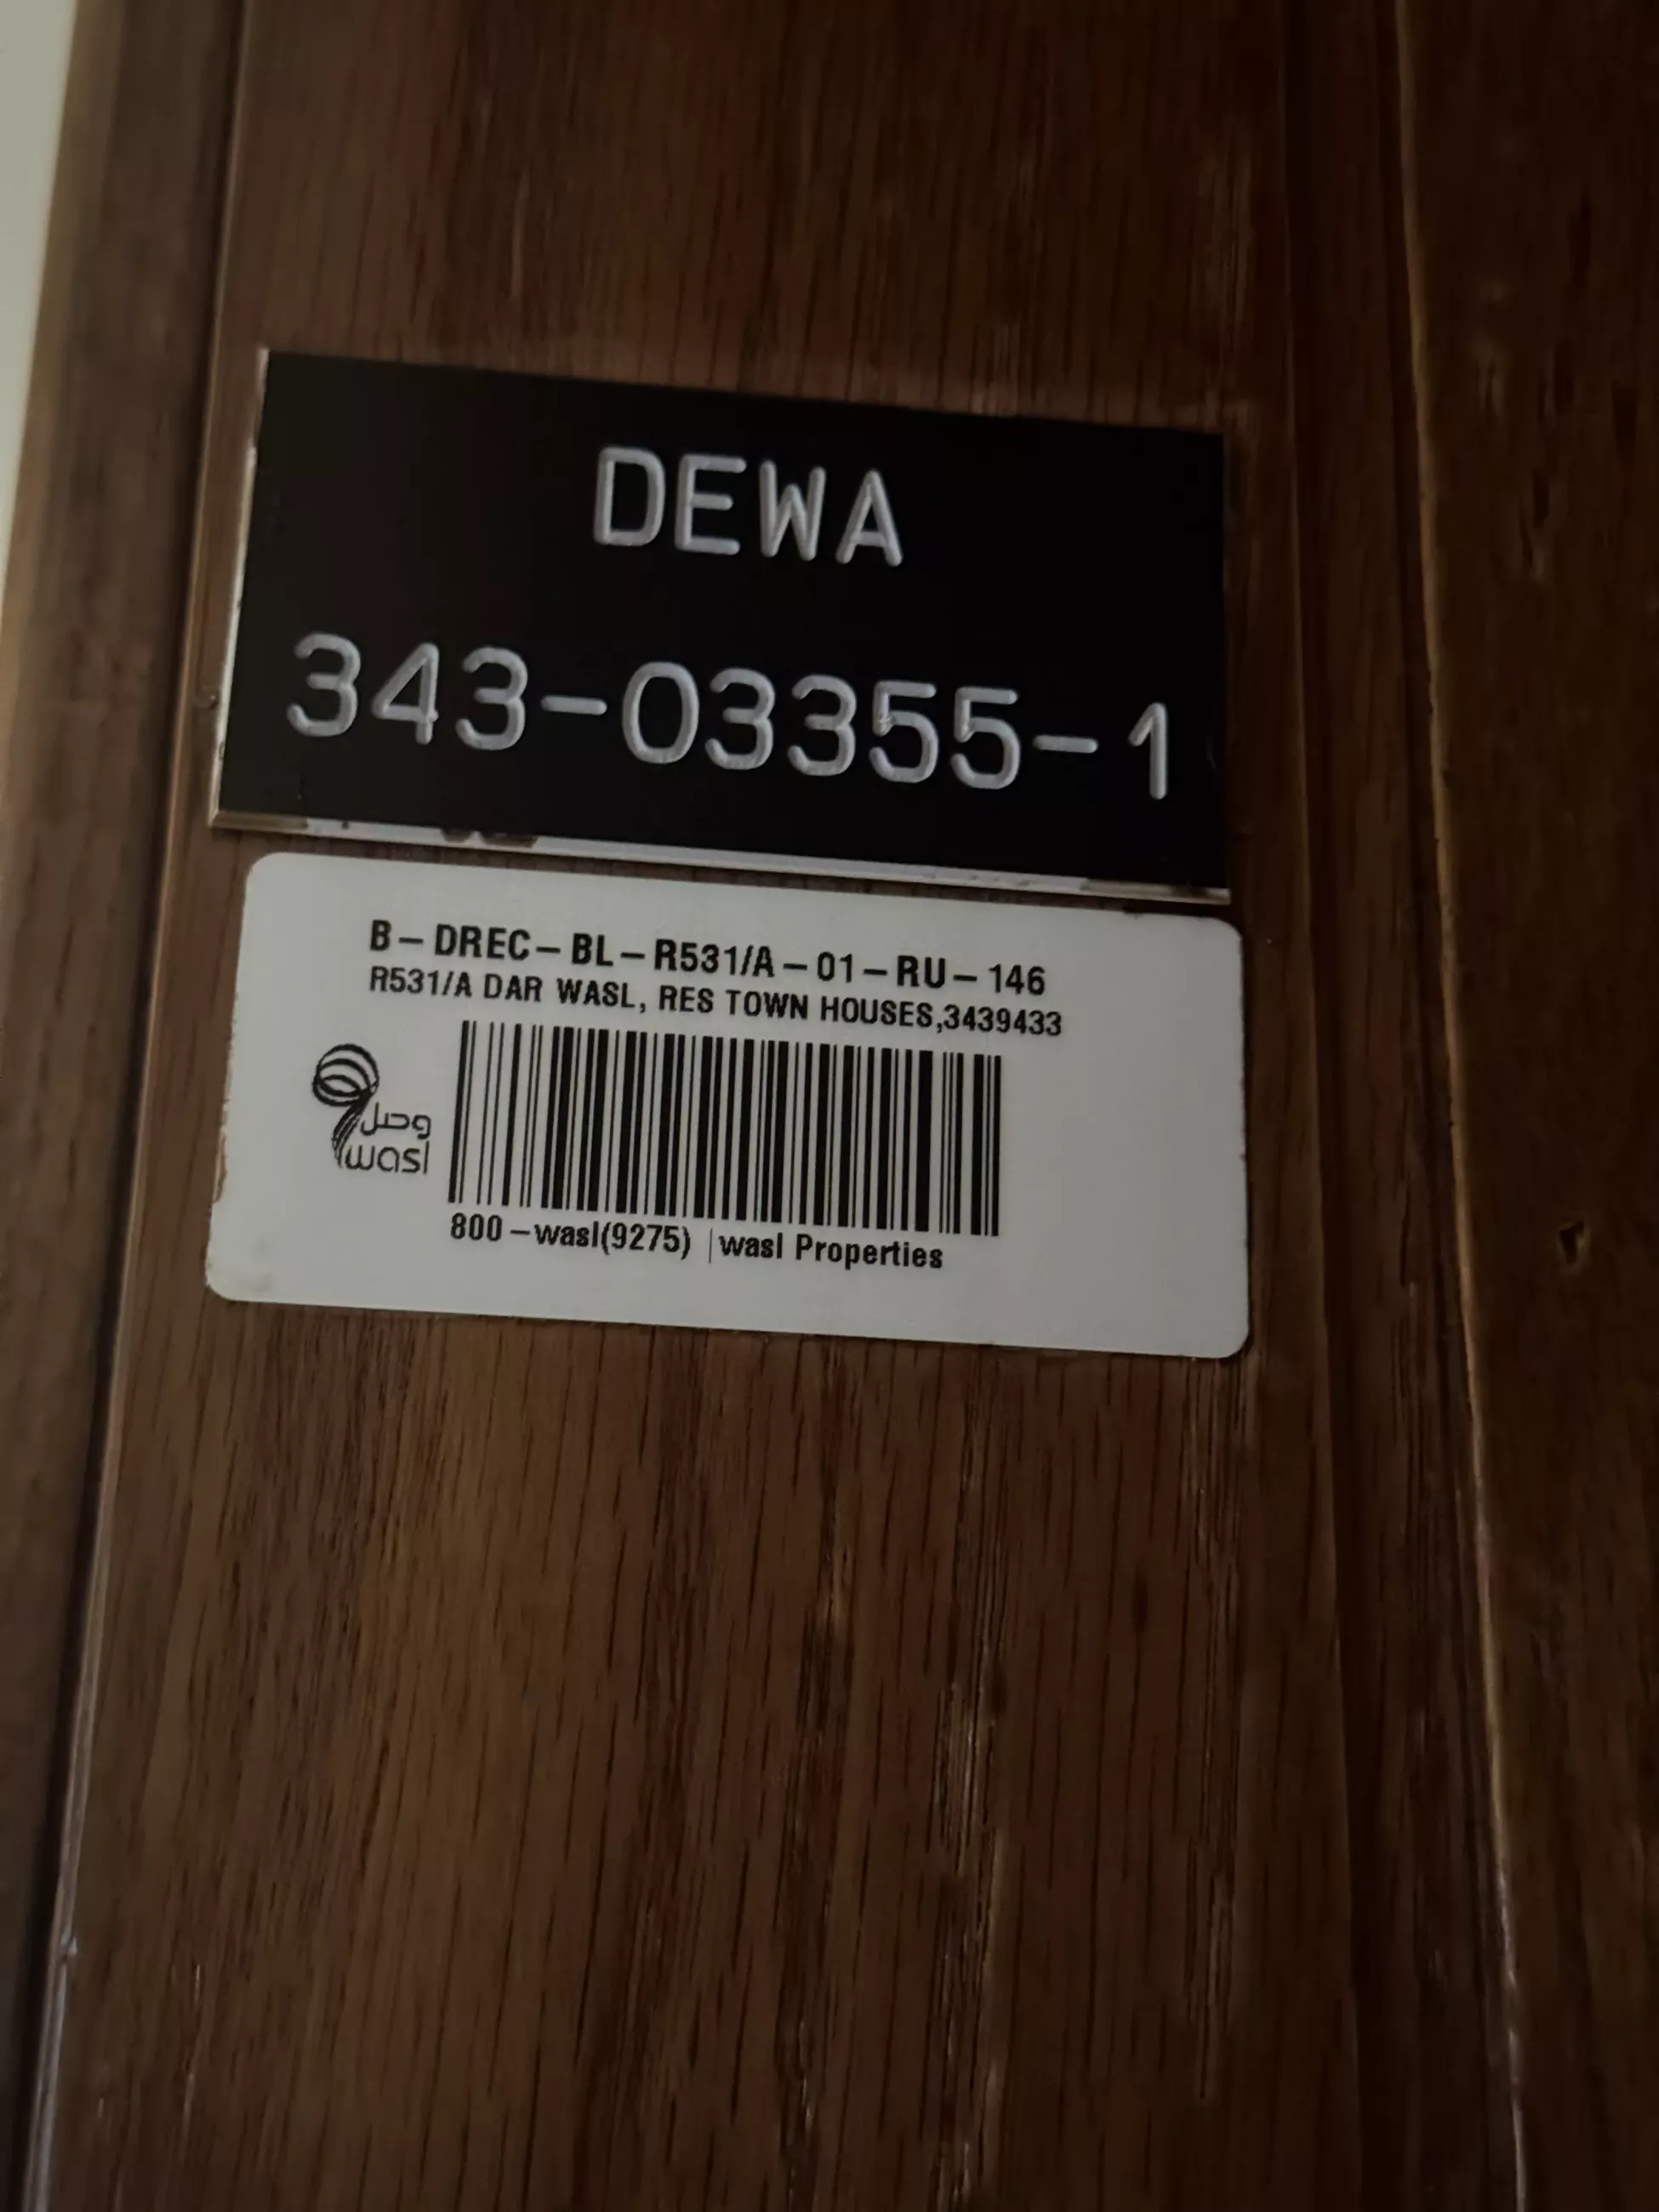 DEWA
343-03355-1
B-DREC-BL-R531/A-01-RU-146
R531/A DAR WASL, RES TOWN HOUSES,3439433
وصل
wasl
800-wasl(9275) |wasl Properties